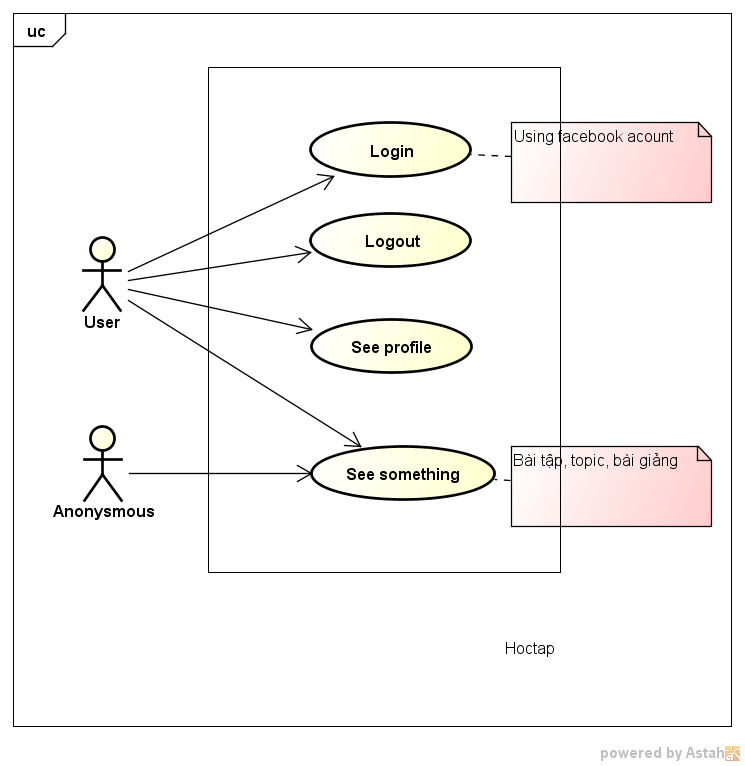 uc
Login
Using facebook acount
Logout
User
See profile
See something
Bài tập, topic, bài giảng
Anonysmous
Hoctap
powered by Astah